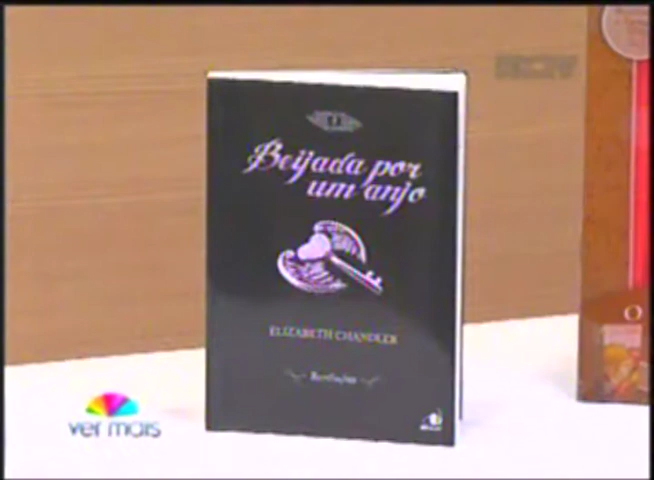 Beijada por
um anjo
ELIZABETH CHANDLER
O
ver mais